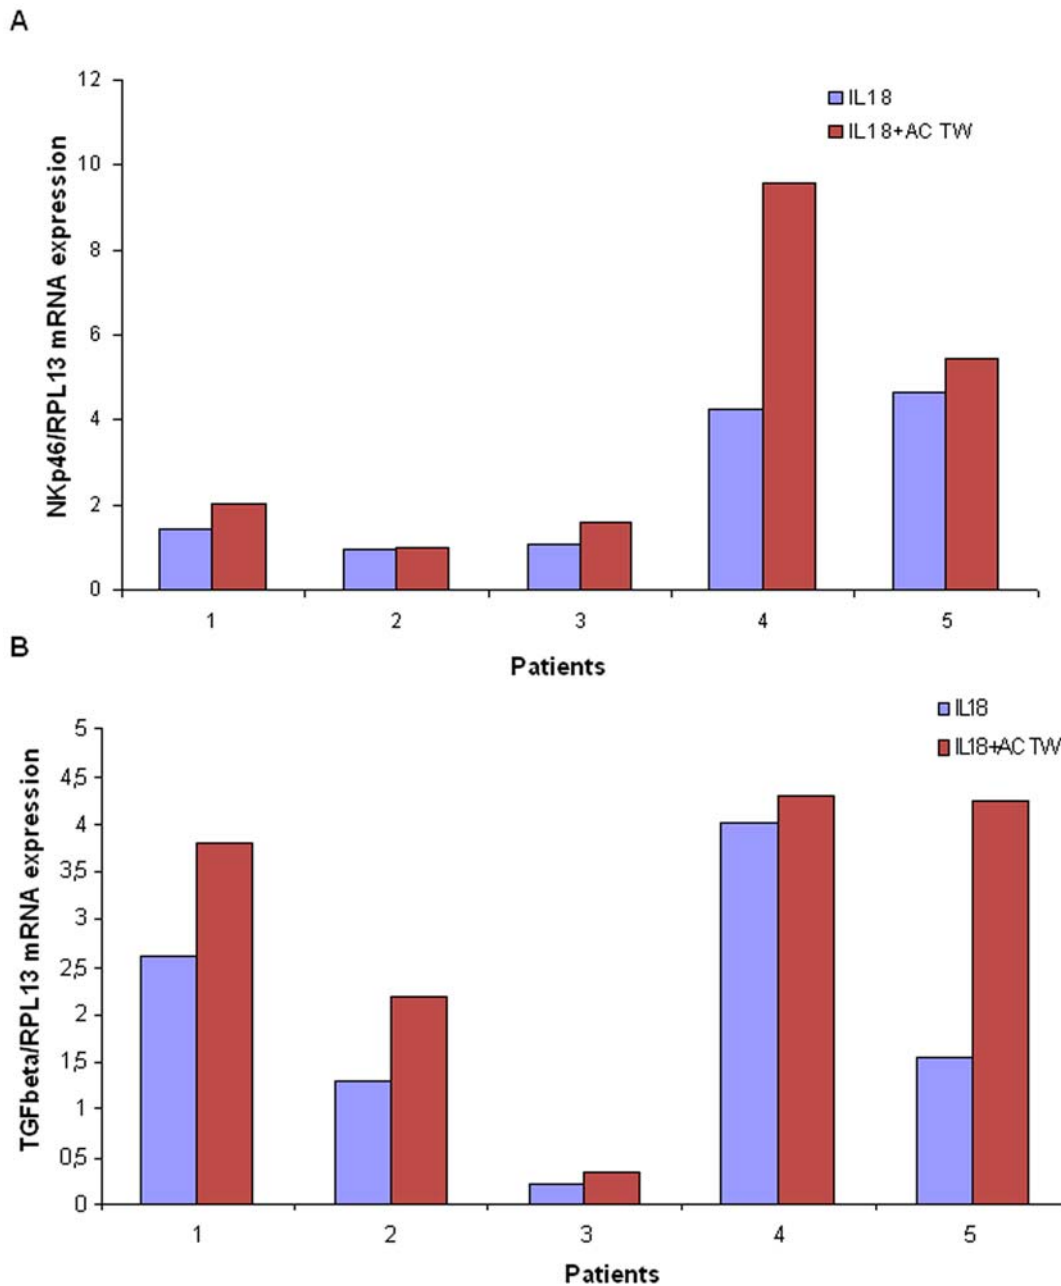 A
NKp46/RPL13 mRNA expression
12
10
8
6
4
2
0
IL18
IL18+AC TW
1 2 3 4 5
Patients
B
TGFbeta/RPL13 mRNA expression
5
4,5
4
3,5
3
2,5
2
1,5
1
0,5
0
IL18
IL18+AC TW
1 2 3 4 5
Patients